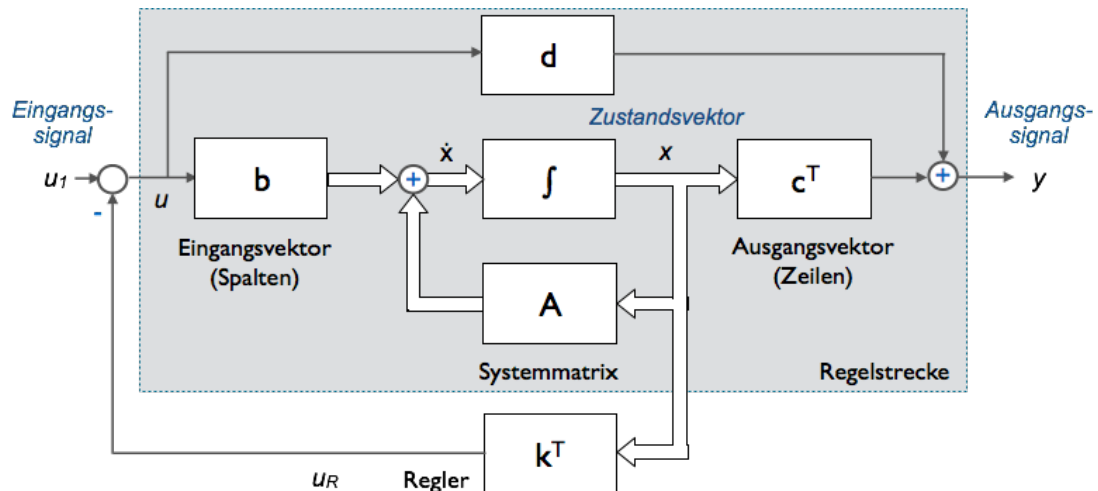 d
Eingangs-
signal
Zustandsvektor
Ausgangs-
signal
u1
-
u
b
+
ẋ
∫
x
cᵀ
+
y
Eingangsvektor
(Spalten)
Ausgangsvektor
(Zeilen)
A
Systemmatrix
Regelstrecke
kᵀ
uR
Regler